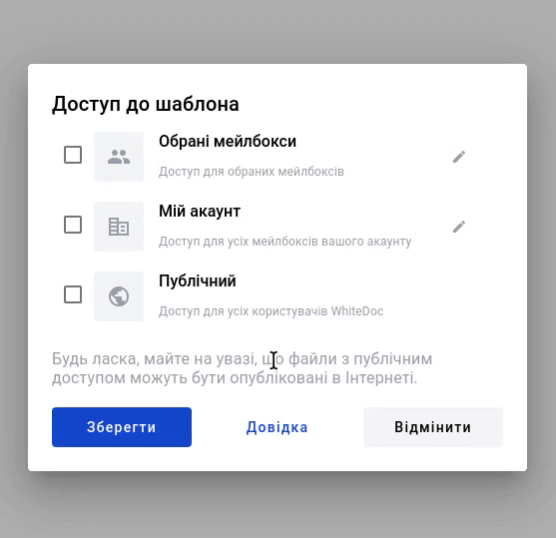 Доступ до шаблона
Обрані мейлбокси
Доступ для обраних мейлбоксів
Мій акаунт
Доступ для усіх мейлбоксів вашого акаунту
Публічний
Доступ для усіх користувачів WhiteDoc
Будь ласка, майте на увазі, що файли з публічним
доступом можуть бути опубліковані в Інтернеті.
Зберегти
Довідка
Відмінити